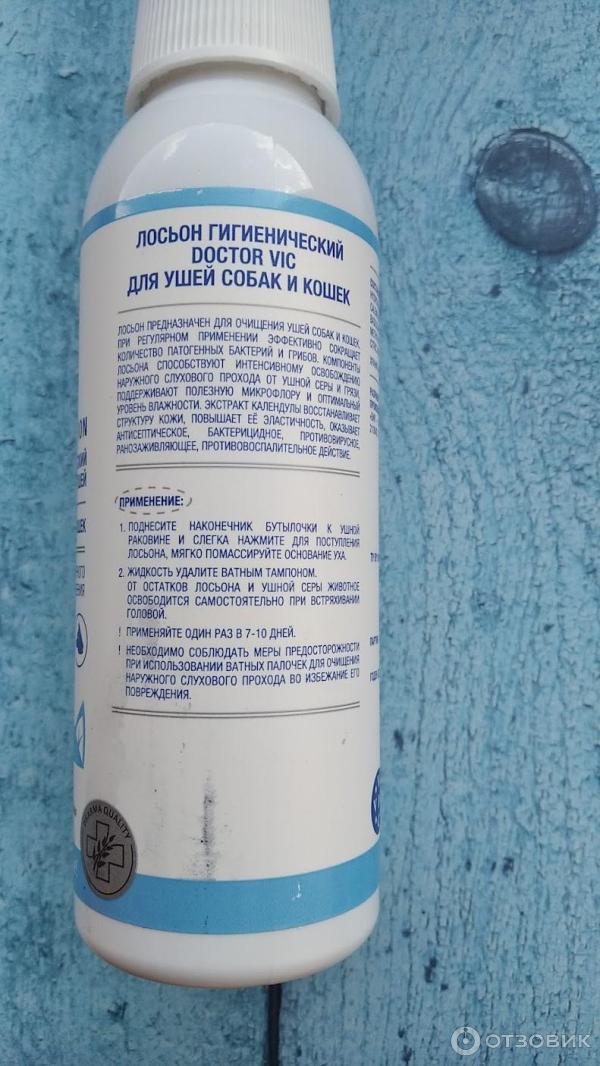 ЛОСЬОН ГИГИЕНИЧЕСКИЙ
DOCTOR VIC
ДЛЯ УШЕЙ СОБАК И КОШЕК
ЛОСЬОН ПРЕДНАЗНАЧЕН ДЛЯ ОЧИЩЕНИЯ УШЕЙ СОБАК И КОШЕК.
ПРИ РЕГУЛЯРНОМ ПРИМЕНЕНИИ ЭФФЕКТИВНО СОКРАЩАЕТ
КОЛИЧЕСТВО ПАТОГЕННЫХ БАКТЕРИЙ И ГРИБОВ. КОМПОНЕНТЫ
ЛОСЬОНА СПОСОБСТВУЮТ ИНТЕНСИВНОМУ ОСВОБОЖДЕНИЮ
НАРУЖНОГО СЛУХОВОГО ПРОХОДА ОТ УШНОЙ СЕРЫ И ГРЯЗИ,
ПОДДЕРЖИВАЮТ ПОЛЕЗНУЮ МИКРОФЛОРУ И ОПТИМАЛЬНЫЙ
УРОВЕНЬ ВЛАЖНОСТИ. ЭКСТРАКТ КАЛЕНДУЛЫ ВОССТАНАВЛИВАЕТ
СТРУКТУРУ КОЖИ, ПОВЫШАЕТ ЕЁ ЭЛАСТИЧНОСТЬ, ОКАЗЫВАЕТ
АНТИСЕПТИЧЕСКОЕ, БАКТЕРИЦИДНОЕ, ПРОТИВОВИРУСНОЕ,
РАНОЗАЖИВЛЯЮЩЕЕ, ПРОТИВОВОСПАЛИТЕЛЬНОЕ ДЕЙСТВИЕ.
ПРИМЕНЕНИЕ:
1. ПОДНЕСИТЕ НАКОНЕЧНИК БУТЫЛОЧКИ К УШНОЙ
РАКОВИНЕ И СЛЕГКА НАЖМИТЕ ДЛЯ ПОСТУПЛЕНИЯ
ЛОСЬОНА, МЯГКО ПОМАССИРУЙТЕ ОСНОВАНИЕ УХА.
2. ЖИДКОСТЬ УДАЛИТЕ ВАТНЫМ ТАМПОНОМ.
ОТ ОСТАТКОВ ЛОСЬОНА И УШНОЙ СЕРЫ ЖИВОТНОЕ
ОСВОБОДИТСЯ САМОСТОЯТЕЛЬНО ПРИ ВСТРЯХИВАНИИ
ГОЛОВОЙ.
! ПРИМЕНЯЙТЕ ОДИН РАЗ В 7-10 ДНЕЙ.
! НЕОБХОДИМО СОБЛЮДАТЬ МЕРЫ ПРЕДОСТОРОЖНОСТИ
ПРИ ИСПОЛЬЗОВАНИИ ВАТНЫХ ПАЛОЧЕК ДЛЯ ОЧИЩЕНИЯ
НАРУЖНОГО СЛУХОВОГО ПРОХОДА ВО ИЗБЕЖАНИЕ ЕГО
ПОВРЕЖДЕНИЯ.
PHARMA QUALITY
ОТЗОВИК